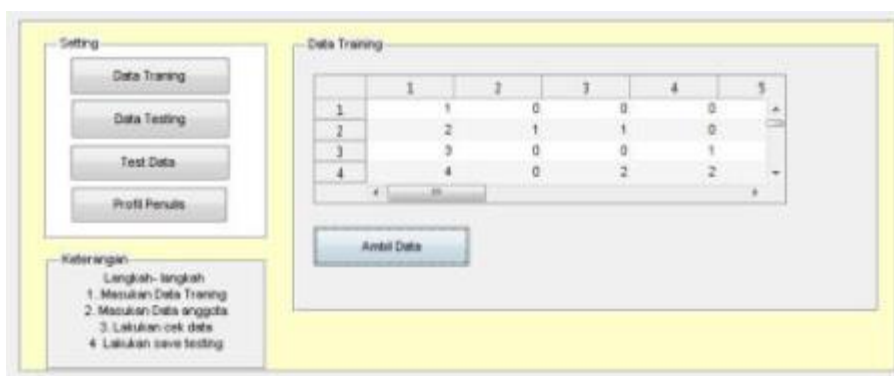 Setting
Data Traning
Data Testing
Test Data
Profil Penulis
Keterangan
Langkah- langkah
1. Masukan Data Traning
2. Masukan Data anggota
3. Lakukan cek data
4 Lakukan save testing
Data Training
1 2 3 4 5
1 1 0 0 0
2 2 1 1 0
3 3 0 0 1
4 4 0 2 2
Ambil Data